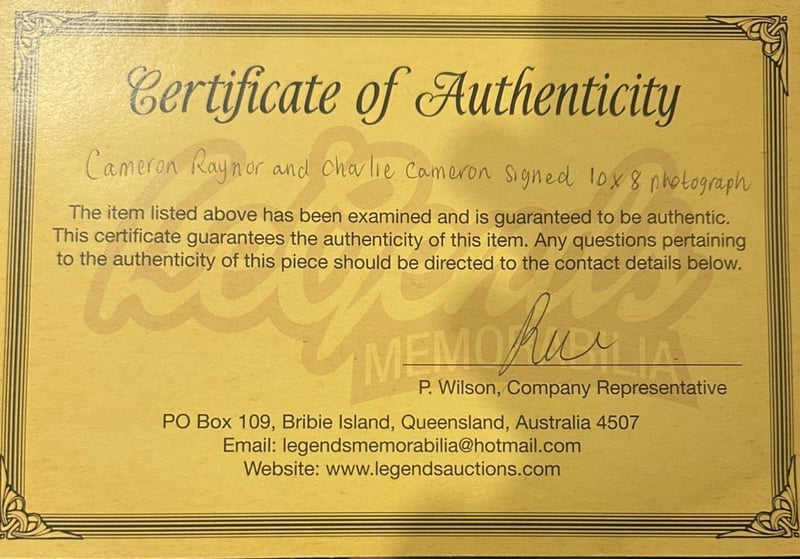 Certificate of Authenticity
Cameron Raynor and Charlie Cameron signed 10x8 photograph
The item listed above has been examined and is guaranteed to be authentic.
This certificate guarantees the authenticity of this item. Any questions pertaining
to the authenticity of this piece should be directed to the contact details below.
Legends
MEMORABILIA
P. Wilson, Company Representative
PO Box 109, Bribie Island, Queensland, Australia 4507
Email: legendsmemorabilia@hotmail.com
Website: www.legendsauctions.com